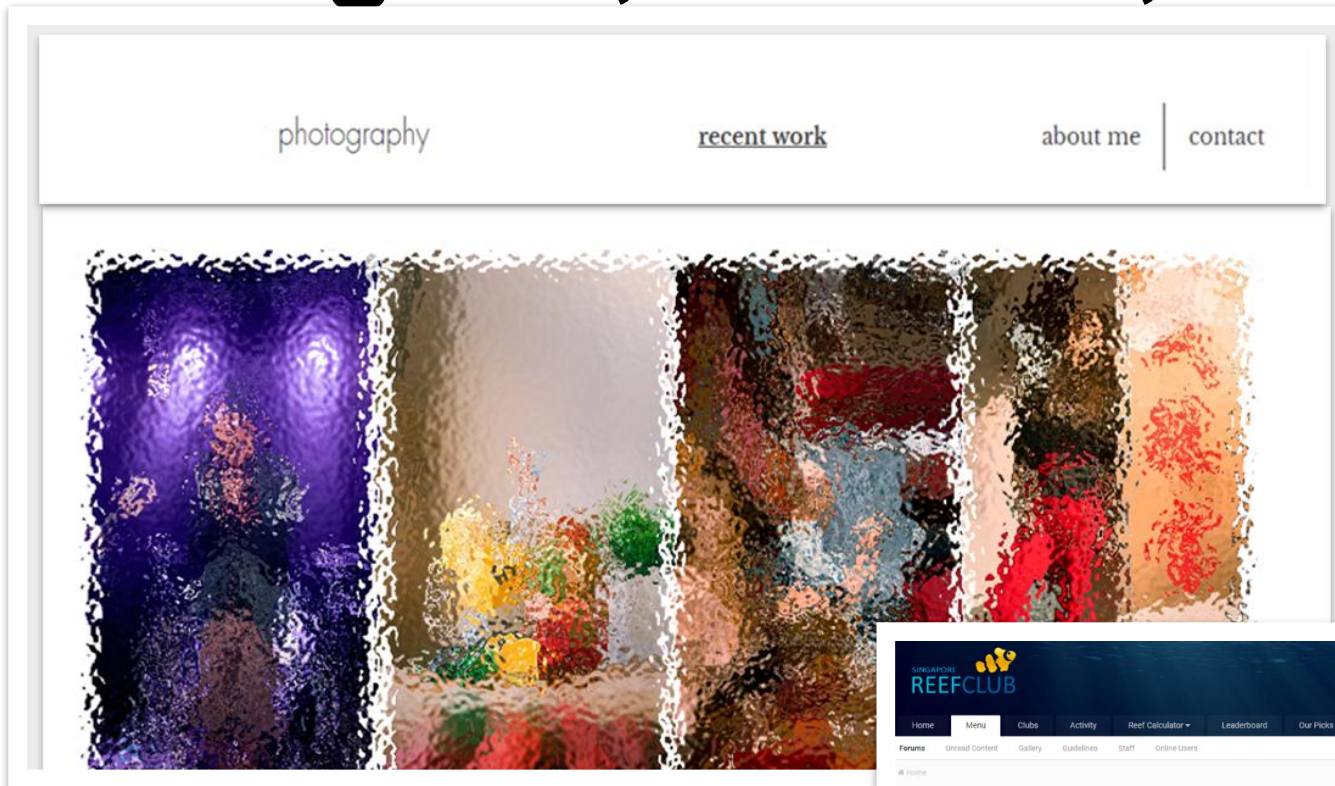 photography recent work about me contact
SINGAPORE
REEFCLUB
Home Menu Clubs Activity Reef Calculator Leaderboard Our Picks
Forums Unread Content Gallery Guidelines Staff Online Users
Home